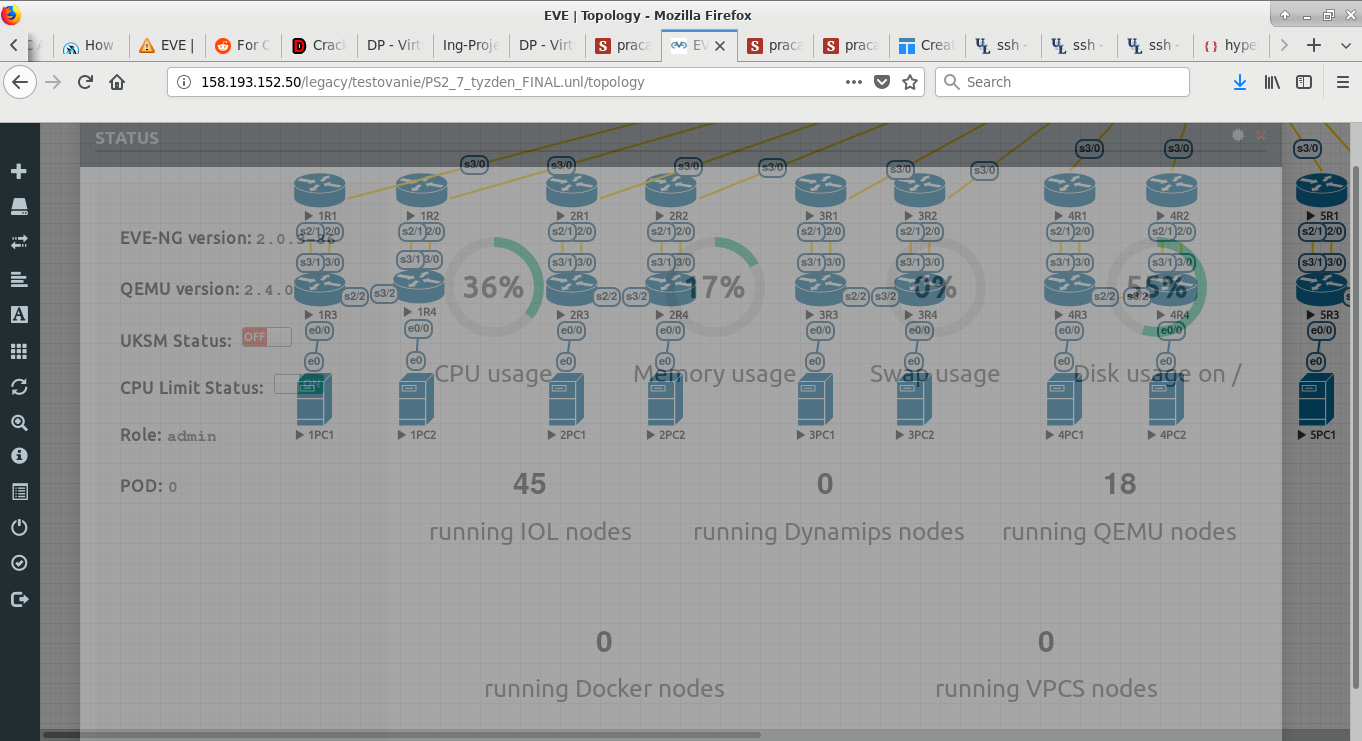 EVE | Topology - Mozilla Firefox
How
EVE |
For C
Crack
DP - Virt
Ing-Proje
DP - Virt
praca
EV
praca
praca
Creat
ssh -
ssh -
ssh -
hype
158.193.152.50/legacy/testovanie/PS2_7_tyzden_FINAL.unl/topology
Search
STATUS
s3/0 s3/0 s3/0 s3/0 s3/0 s3/0 s3/0 s3/0 s3/0
1R1 1R2 2R1 2R2 3R1 3R2 4R1 4R2 5R1
s2/1 2/0 s2/1 2/0 s2/1 2/0 s2/1 2/0 s2/1 2/0 s2/1 2/0 s2/1 2/0 s2/1 2/0 s2/1 2/0
EVE-NG version: 2.0.3-86
s3/1 3/0 s3/1 3/0 s3/1 3/0 s3/1 3/0 s3/1 3/0 s3/1 3/0 s3/1 3/0 s3/1 3/0 s3/1 3/0
QEMU version: 2.4.0
36% 17% 0% 55%
s2/2 s3/2 s2/2 s3/2 s2/2 s3/2 s2/2 s3/2
1R3 1R4 2R3 2R4 3R3 3R4 4R3 4R4 5R3
e0/0 e0/0 e0/0 e0/0 e0/0 e0/0 e0/0 e0/0 e0/0
UKSM Status: OFF
e0 e0 e0 e0 e0 e0 e0 e0 e0
CPU usage Memory usage Swap usage Disk usage on /
CPU Limit Status: ON
Role: admin
1PC1 1PC2 2PC1 2PC2 3PC1 3PC2 4PC1 4PC2 5PC1
POD: 0
45 0 18
running IOL nodes running Dynamips nodes running QEMU nodes
0 0
running Docker nodes running VPCS nodes